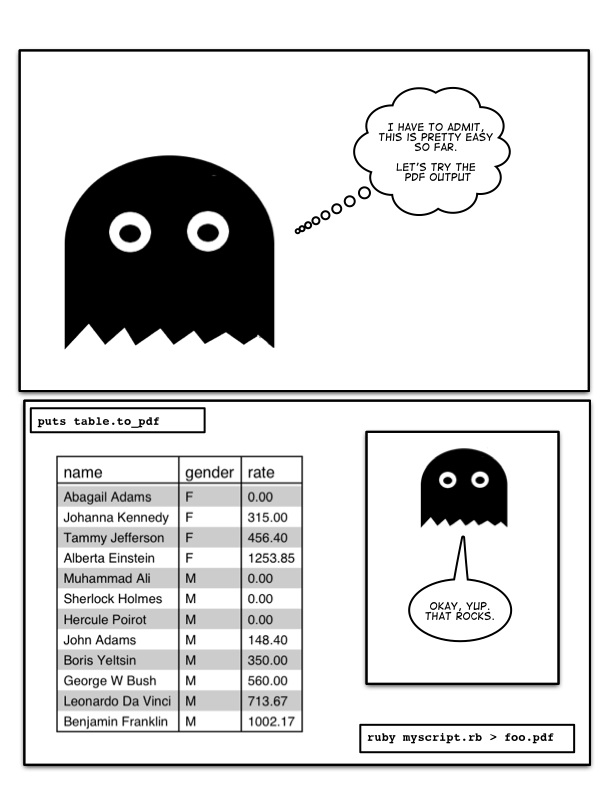 I HAVE TO ADMIT,
THIS IS PRETTY EASY
SO FAR.
LET'S TRY THE
PDF OUTPUT
puts table.to_pdf
name gender rate
Abagail Adams F 0.00
Johanna Kennedy F 315.00
Tammy Jefferson F 456.40
Alberta Einstein F 1253.85
Muhammad Ali M 0.00
Sherlock Holmes M 0.00
Hercule Poirot M 0.00
John Adams M 148.40
Boris Yeltsin M 350.00
George W Bush M 560.00
Leonardo Da Vinci M 713.67
Benjamin Franklin M 1002.17
OKAY, YUP.
THAT ROCKS.
ruby myscript.rb > foo.pdf